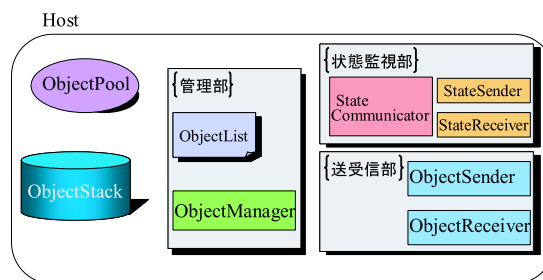 Host
ObjectPool
ObjectStack
{管理部}
ObjectList
ObjectManager
{状態監視部}
State
Communicator
StateSender
StateReceiver
{送受信部}
ObjectSender
ObjectReceiver